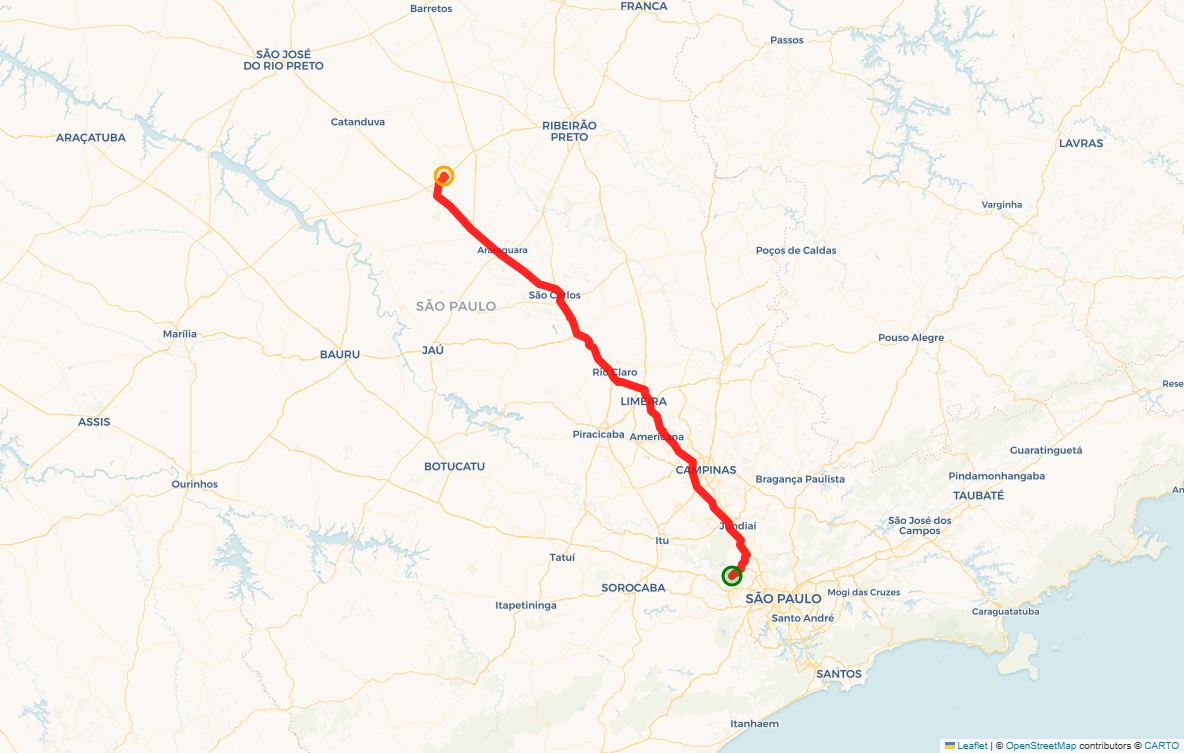 Barretos
FRANCA
Passos
SÃO JOSÉ
DO RIO PRETO
Catanduva
RIBEIRÃO
PRETO
ARAÇATUBA
LAVRAS
Varginha
Araraquara
Poços de Caldas
São Carlos
SÃO PAULO
Marília
Pouso Alegre
BAURU
JAÚ
Rio Claro
Rese
LIMEIRA
ASSIS
Piracicaba
Americana
Guaratinguetá
BOTUCATU
CAMPINAS
Bragança Paulista
Pindamonhangaba
Ourinhos
TAUBATÉ
An
Jundiaí
São José dos
Campos
Itu
Tatuí
SOROCABA
Mogi das Cruzes
SÃO PAULO
Itapetininga
Caraguatatuba
Santo André
SANTOS
Itanhaem
Leaflet | © OpenStreetMap contributors © CARTO